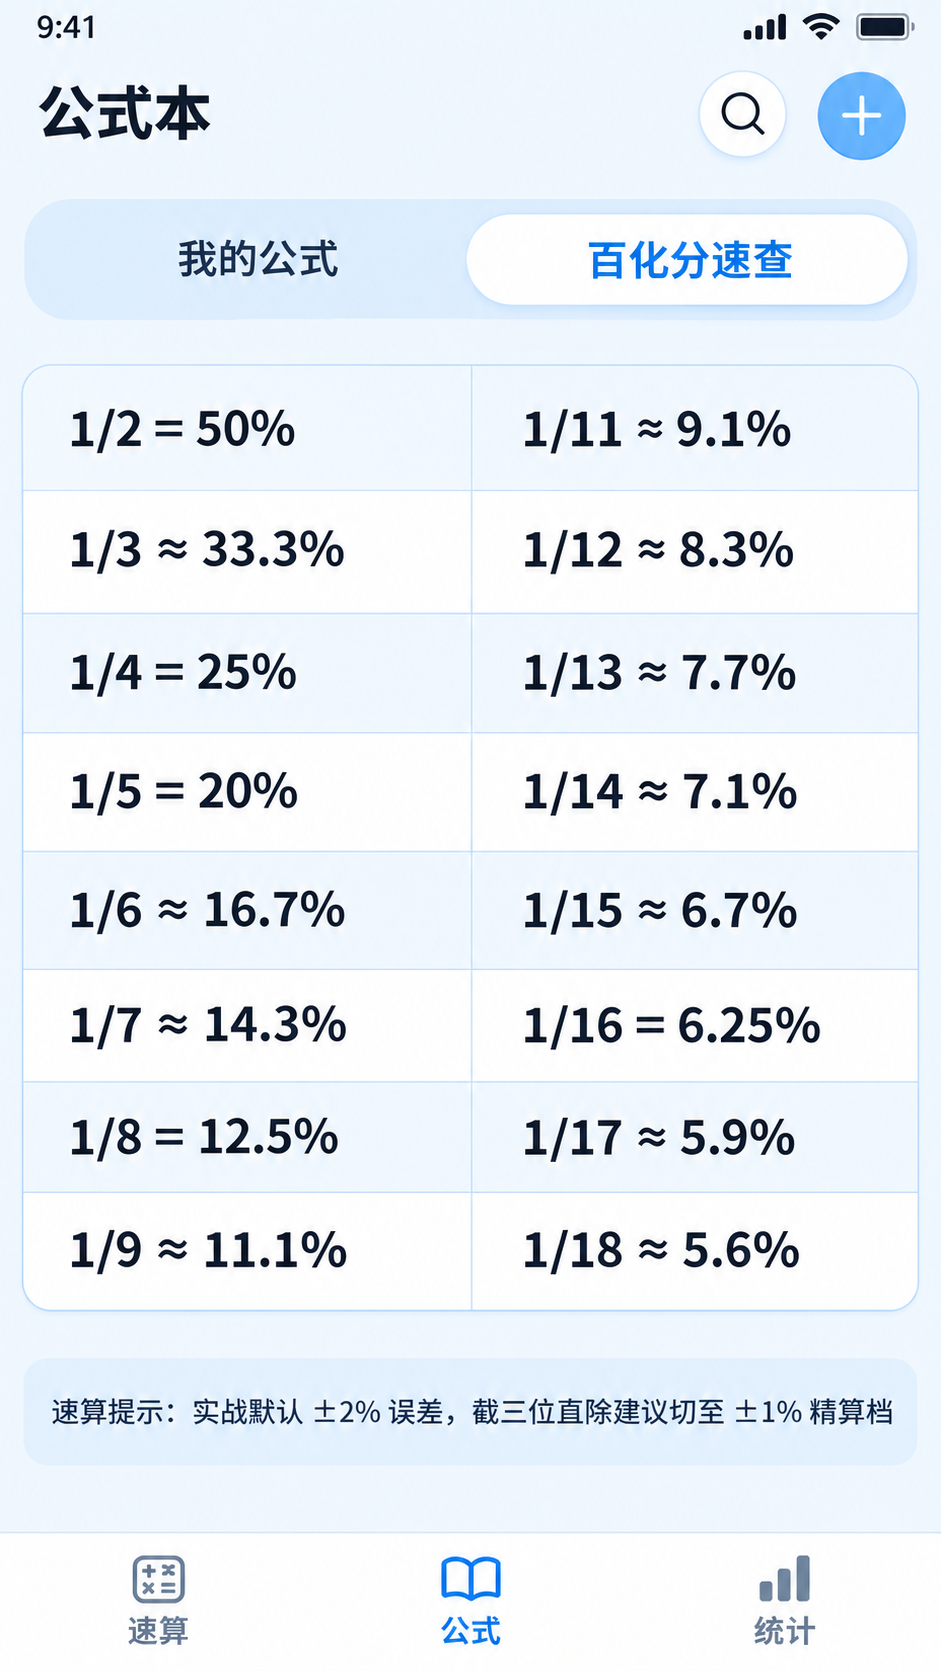 9:41
公式本
我的公式
百化分速查
1/2 = 50%
1/11 ≈ 9.1%
1/3 ≈ 33.3%
1/12 ≈ 8.3%
1/4 = 25%
1/13 ≈ 7.7%
1/5 = 20%
1/14 ≈ 7.1%
1/6 ≈ 16.7%
1/15 ≈ 6.7%
1/7 ≈ 14.3%
1/16 = 6.25%
1/8 = 12.5%
1/17 ≈ 5.9%
1/9 ≈ 11.1%
1/18 ≈ 5.6%
速算提示：实战默认 ±2% 误差，截三位直除建议切至 ±1% 精算档
速算
公式
统计